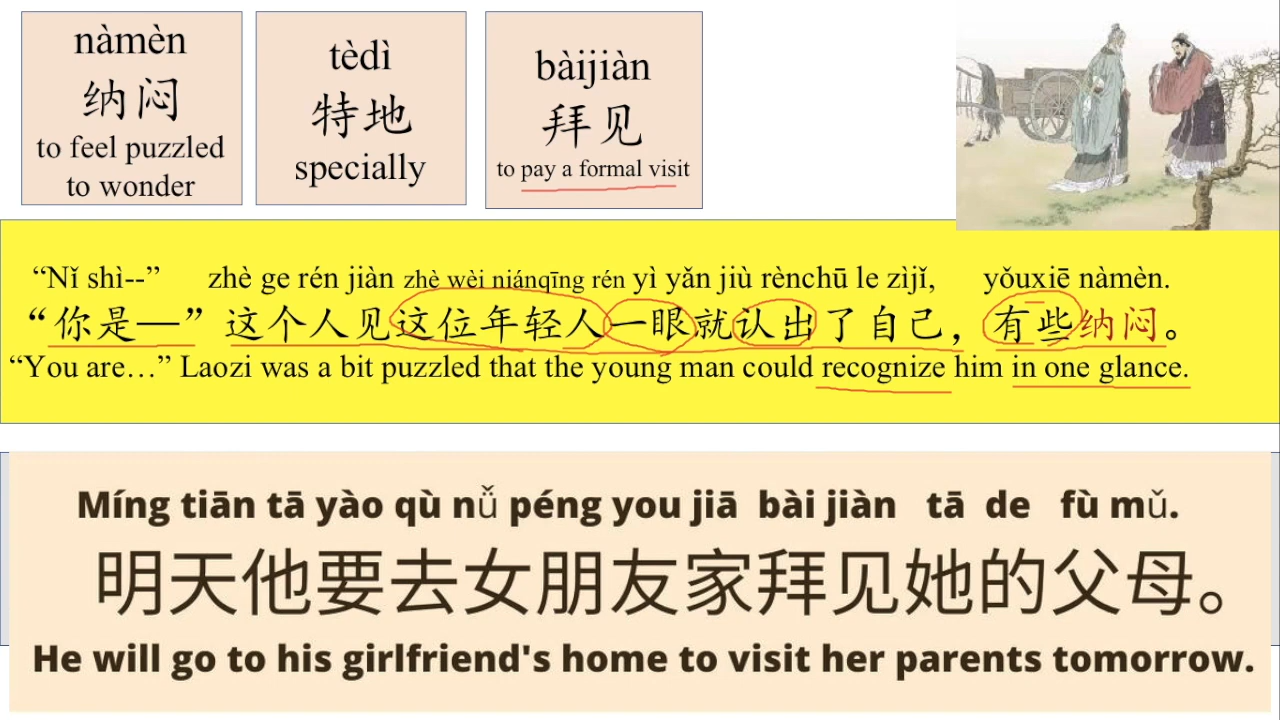 nàmèn
纳闷
to feel puzzled
to wonder
tèdì
特地
specially
bàijiàn
拜见
to pay a formal visit
“Nǐ shì--” zhè ge rén jiàn zhè wèi niánqīng rén yì yǎn jiù rènchū le zìjǐ, yǒuxiē nàmèn.
“你是—”这个人见这位年轻人一眼就认出了自己，有些纳闷。
“You are…” Laozi was a bit puzzled that the young man could recognize him in one glance.
Míng tiān tā yào qù nǚ péng you jiā bài jiàn tā de fù mǔ.
明天他要去女朋友家拜见她的父母。
He will go to his girlfriend's home to visit her parents tomorrow.